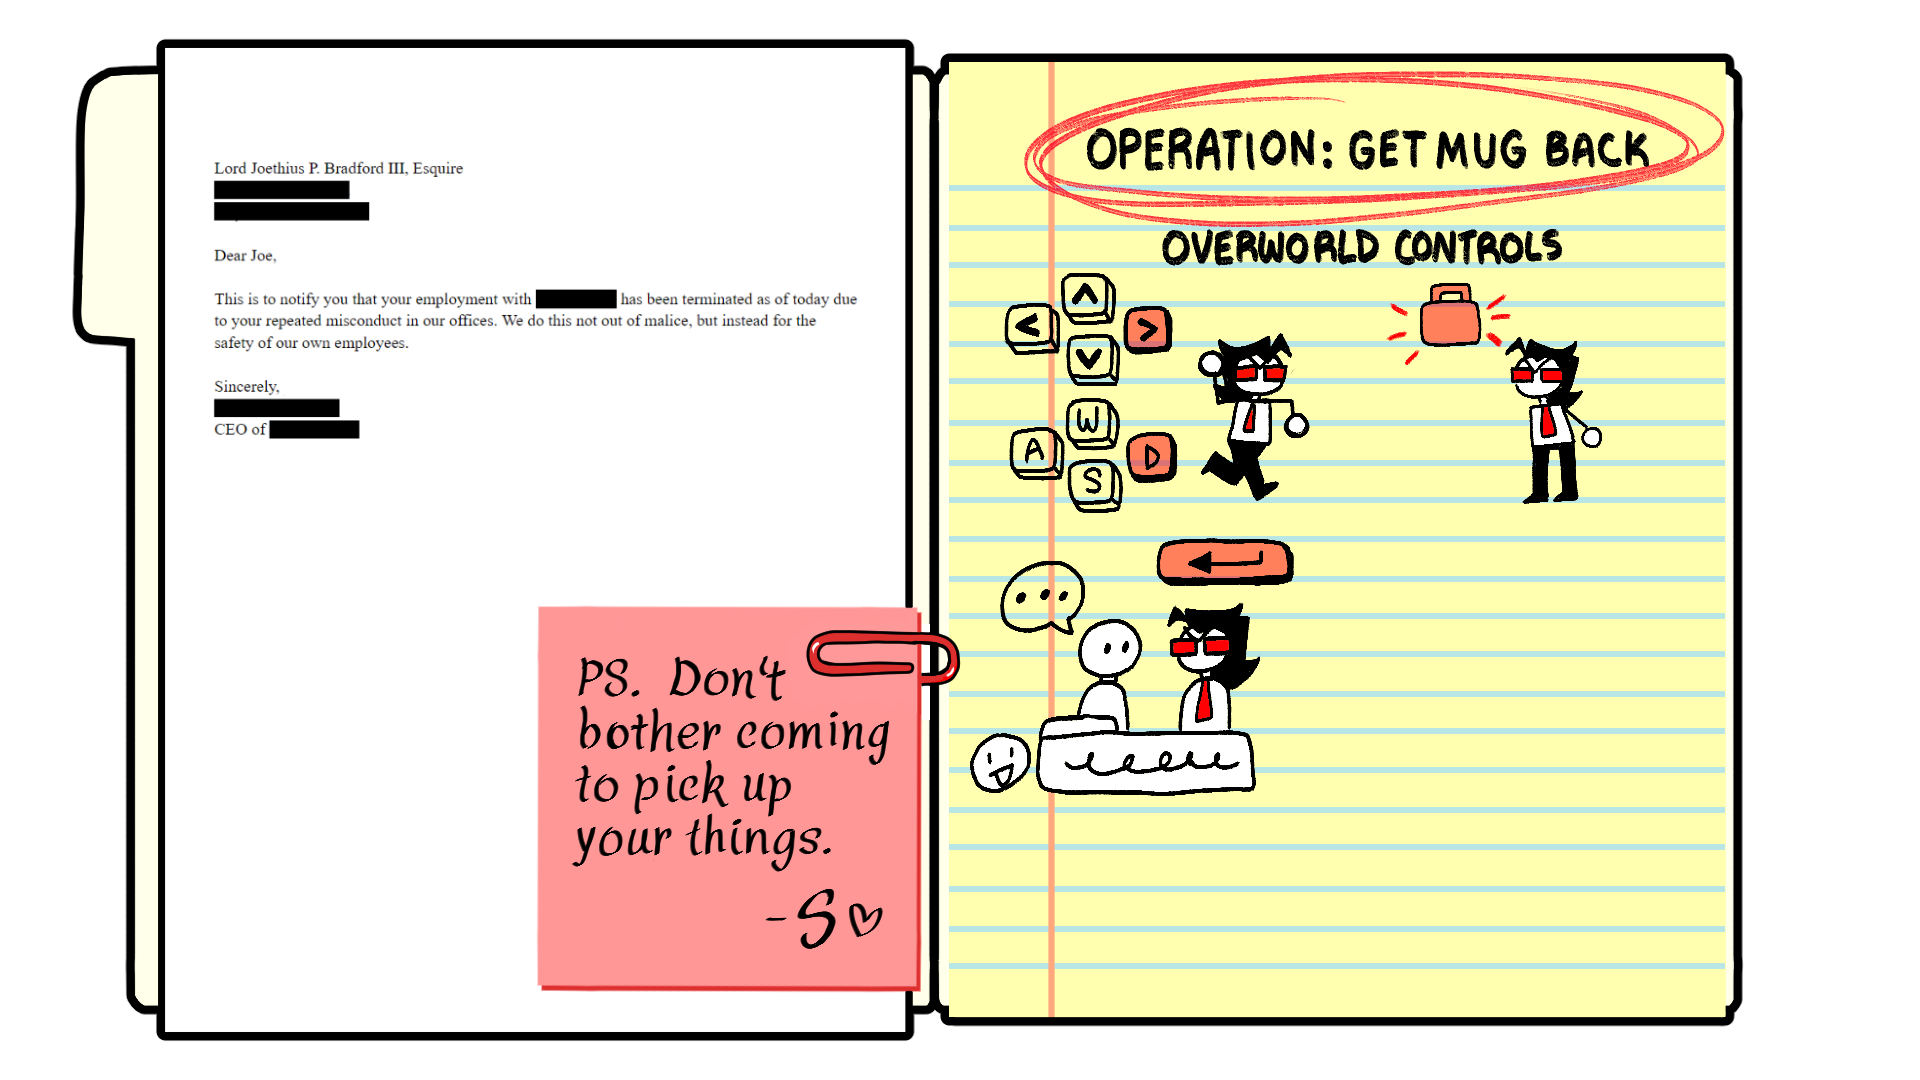 Lord Joethius P. Bradford III, Esquire
Dear Joe,
This is to notify you that your employment with has been terminated as of today due
to your repeated misconduct in our offices. We do this not out of malice, but instead for the
safety of our own employees.
Sincerely,
CEO of
PS. Don't
bother coming
to pick up
your things.
-S♡
OPERATION: GET MUG BACK
OVERWORLD CONTROLS
W
A
D
S